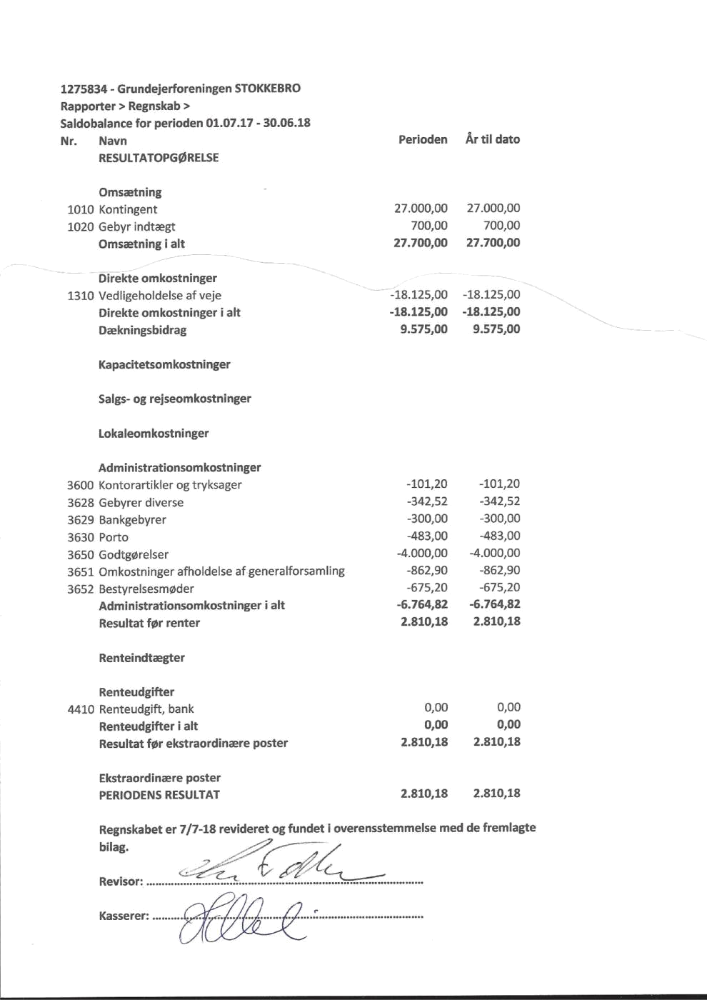 1275834 - Grundejerforeningen STOKKEBRO
Rapporter > Regnskab >
Saldobalance for perioden 01.07.17 - 30.06.18
Nr. Navn Perioden År til dato
RESULTATOPGØRELSE
Omsætning
1010 Kontingent 27.000,00 27.000,00
1020 Gebyr indtægt 700,00 700,00
Omsætning i alt 27.700,00 27.700,00
Direkte omkostninger
1310 Vedligeholdelse af veje -18.125,00 -18.125,00
Direkte omkostninger i alt -18.125,00 -18.125,00
Dækningsbidrag 9.575,00 9.575,00
Kapacitetsomkostninger
Salgs- og rejseomkostninger
Lokaleomkostninger
Administrationsomkostninger
3600 Kontorartikler og tryksager -101,20 -101,20
3628 Gebyrer diverse -342,52 -342,52
3629 Bankgebyrer -300,00 -300,00
3630 Porto -483,00 -483,00
3650 Godtgørelser -4.000,00 -4.000,00
3651 Omkostninger afholdelse af generalforsamling -862,90 -862,90
3652 Bestyrelsesmøder -675,20 -675,20
Administrationsomkostninger i alt -6.764,82 -6.764,82
Resultat før renter 2.810,18 2.810,18
Renteindtægter
Renteudgifter
4410 Renteudgift, bank 0,00 0,00
Renteudgifter i alt 0,00 0,00
Resultat før ekstraordinære poster 2.810,18 2.810,18
Ekstraordinære poster
PERIODENS RESULTAT 2.810,18 2.810,18
Regnskabet er 7/7-18 revideret og fundet i overensstemmelse med de fremlagte
bilag.
Revisor:
Kasserer: